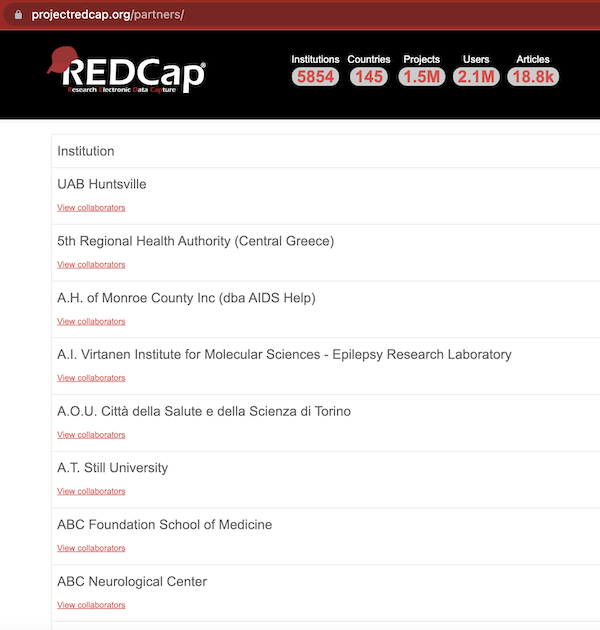 projectredcap.org/partners/
REDCap®
Research Electronic Data Capture
Institutions Countries Projects Users Articles
5854 145 1.5M 2.1M 18.8k
Institution
UAB Huntsville
View collaborators
5th Regional Health Authority (Central Greece)
View collaborators
A.H. of Monroe County Inc (dba AIDS Help)
View collaborators
A.I. Virtanen Institute for Molecular Sciences - Epilepsy Research Laboratory
View collaborators
A.O.U. Città della Salute e della Scienza di Torino
View collaborators
A.T. Still University
View collaborators
ABC Foundation School of Medicine
View collaborators
ABC Neurological Center
View collaborators